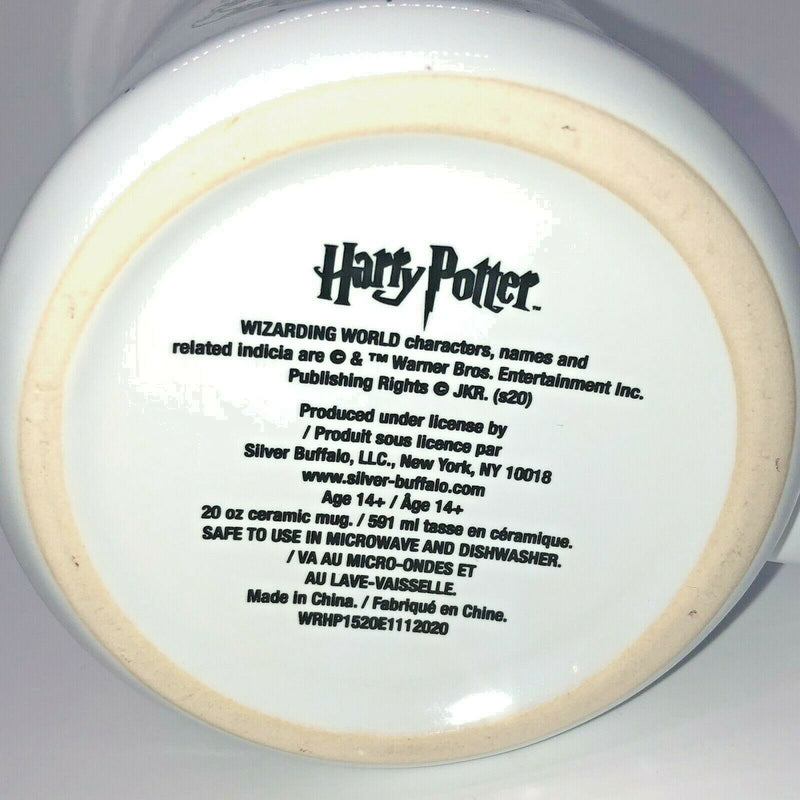 Harry Potter™
WIZARDING WORLD characters, names and
related indicia are © & ™ Warner Bros. Entertainment Inc.
Publishing Rights © JKR. (s20)
Produced under license by
/ Produit sous licence par
Silver Buffalo, LLC., New York, NY 10018
www.silver-buffalo.com
Age 14+ / Âge 14+
20 oz ceramic mug. / 591 ml tasse en céramique.
SAFE TO USE IN MICROWAVE AND DISHWASHER.
/ VA AU MICRO-ONDES ET
AU LAVE-VAISSELLE.
Made in China. / Fabriqué en Chine.
WRHP1520E1112020